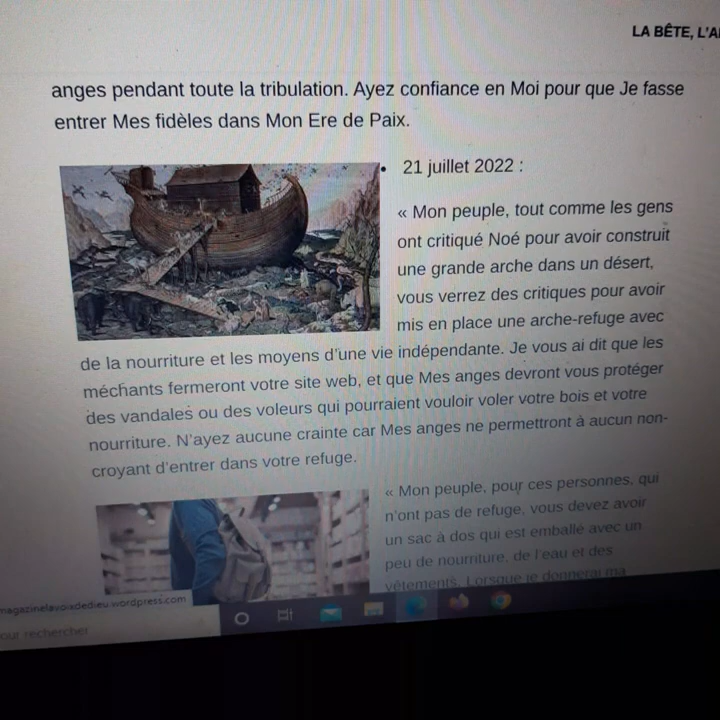 LA BÊTE, L'A
anges pendant toute la tribulation. Ayez confiance en Moi pour que Je fasse
entrer Mes fidèles dans Mon Ere de Paix.
• 21 juillet 2022 :
« Mon peuple, tout comme les gens
ont critiqué Noé pour avoir construit
une grande arche dans un désert,
vous verrez des critiques pour avoir
mis en place une arche-refuge avec
de la nourriture et les moyens d'une vie indépendante. Je vous ai dit que les
méchants fermeront votre site web, et que Mes anges devront vous protéger
des vandales ou des voleurs qui pourraient vouloir voler votre bois et votre
nourriture. N'ayez aucune crainte car Mes anges ne permettront à aucun non-
croyant d'entrer dans votre refuge.
« Mon peuple, pour ces personnes, qui
n'ont pas de refuge, vous devez avoir
un sac à dos qui est emballé avec un
peu de nourriture, de l'eau et des
vêtements. Lorsque je donnerai ma
magazinelavoixdedieu.wordpress.com
our rechercher